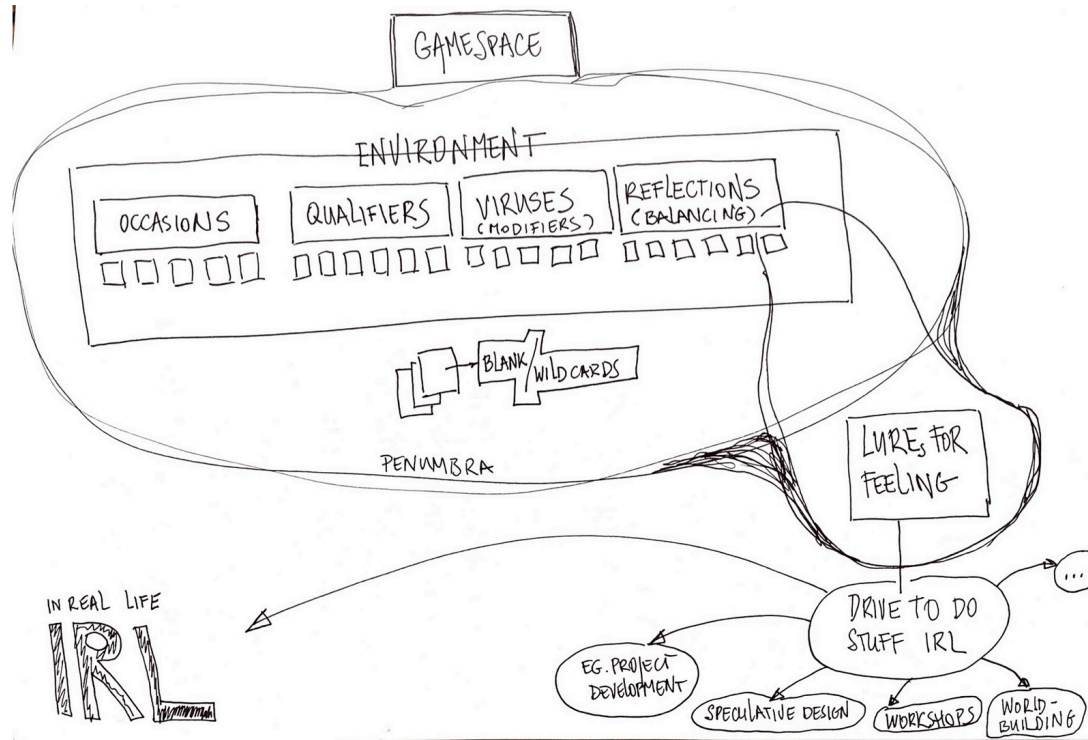 GAMESPACE
ENVIRONMENT
OCCASIONS
QUALIFIERS
VIRUSES
(MODIFIERS)
REFLECTIONS
(BALANCING)
BLANK/WILD CARDS
PENUMBRA
LURES FOR
FEELING
IN REAL LIFE
IRL
DRIVE TO DO
STUFF IRL
...
EG. PROJECT
DEVELOPMENT
SPECULATIVE DESIGN
WORKSHOPS
WORLD-
BUILDING